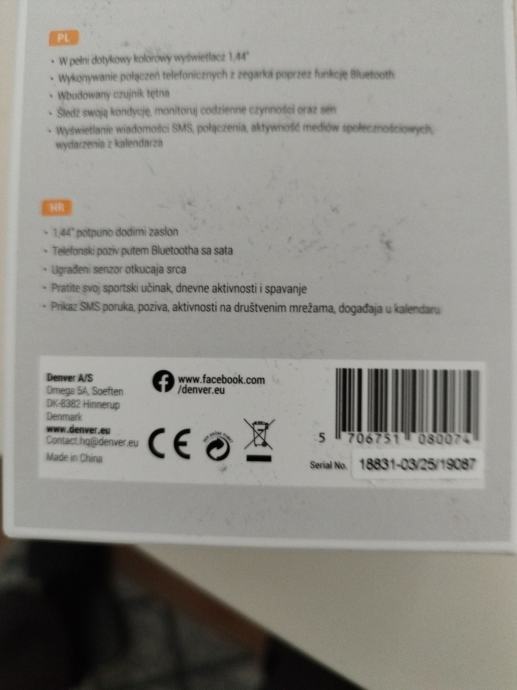 PL
• W pełni dotykowy kolorowy wyświetlacz 1,44"
• Wykonywanie połączeń telefonicznych z zegarka poprzez funkcję Bluetooth
• Wbudowany czujnik tętna
• Śledź swoją kondycję, monitoruj codzienne czynności oraz sen
• Wyświetlanie wiadomości SMS, połączenia, aktywność mediów społecznościowych,
wydarzenia z kalendarza
HR
• 1,44" potpuno dodirni zaslon
• Telefonski poziv putem Bluetootha sa sata
• Ugrađeni senzor otkucaja srca
• Pratite svoj sportski učinak, dnevne aktivnosti i spavanje
• Prikaz SMS poruka, poziva, aktivnosti na društvenim mrežama, događaja u kalendaru
Denver A/S
Omega 5A, Soeften
DK-8382 Hinnerup
Denmark
www.denver.eu
Contact.hq@denver.eu
Made in China
www.facebook.com
/denver.eu
CE
5 706751 080074
Serial No. 18831-03/25/19087